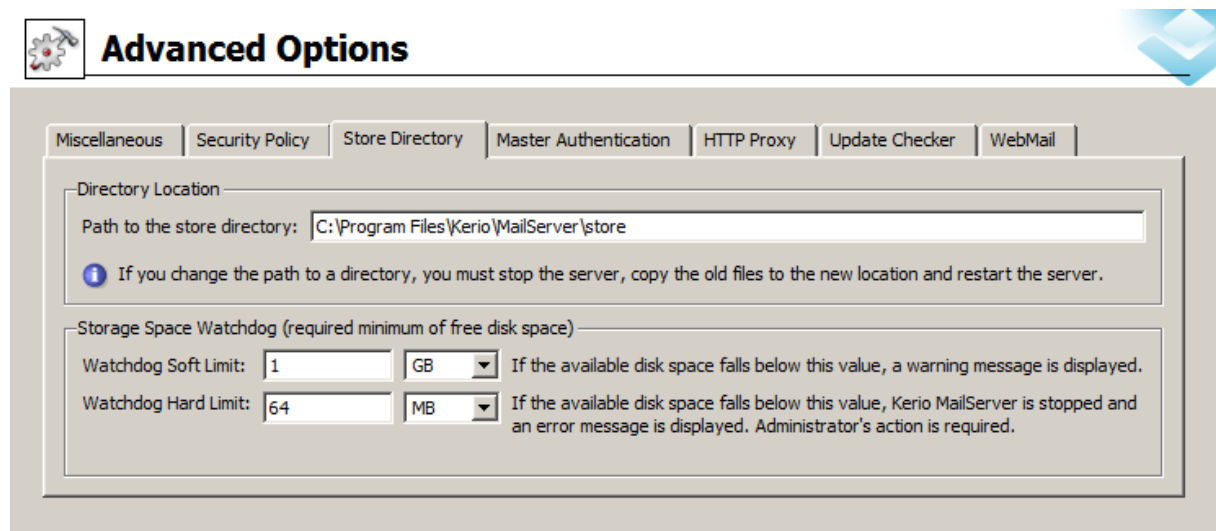 Advanced Options
Miscellaneous Security Policy Store Directory Master Authentication HTTP Proxy Update Checker WebMail
Directory Location
Path to the store directory: C:\Program Files\Kerio\MailServer\store
If you change the path to a directory, you must stop the server, copy the old files to the new location and restart the server.
Storage Space Watchdog (required minimum of free disk space)
Watchdog Soft Limit: 1 GB If the available disk space falls below this value, a warning message is displayed.
Watchdog Hard Limit: 64 MB If the available disk space falls below this value, Kerio MailServer is stopped and
an error message is displayed. Administrator's action is required.